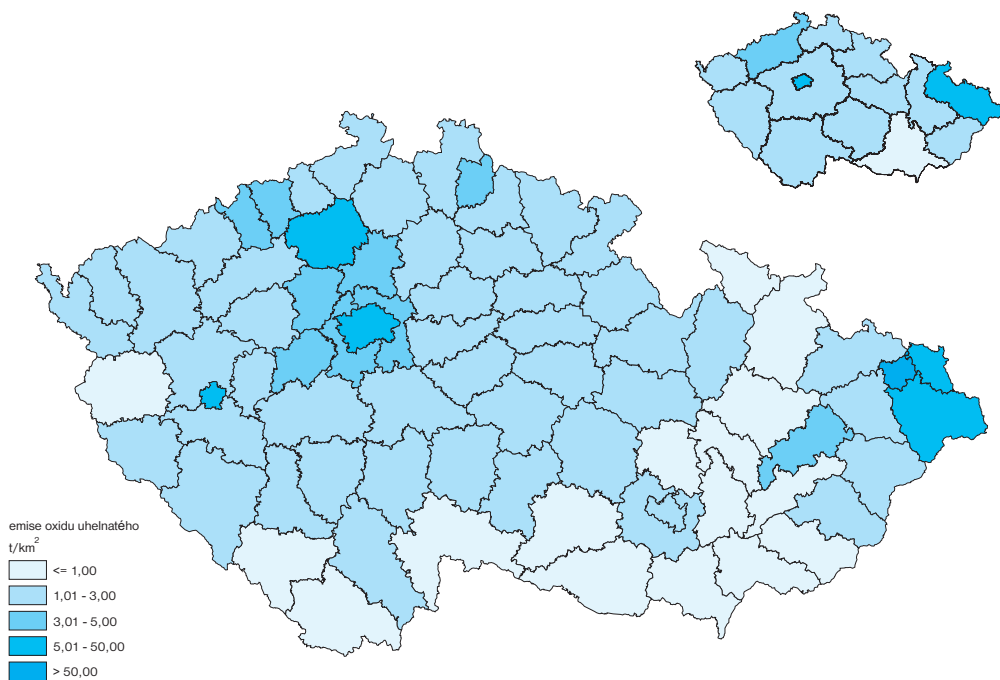 emise oxidu uhelnatého
t/km²
<= 1,00
1,01 - 3,00
3,01 - 5,00
5,01 - 50,00
> 50,00